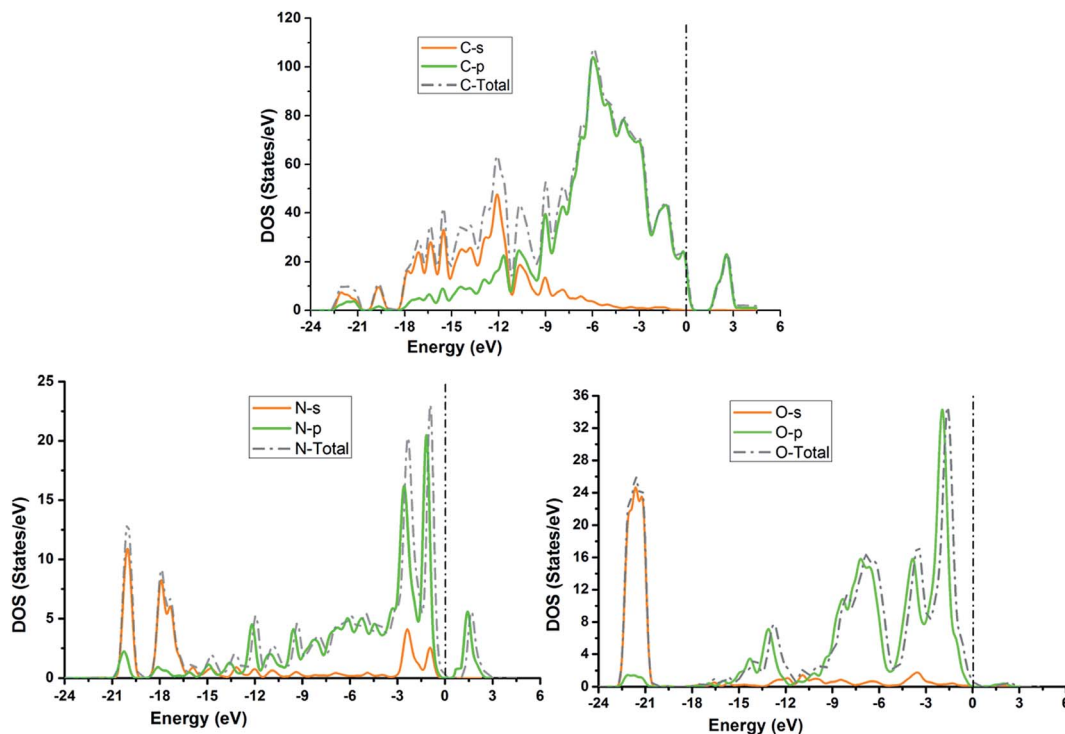 120
100
80
60
40
20
0
DOS (States/eV)
C-s
C-p
C-Total
-24 -21 -18 -15 -12 -9 -6 -3 0 3 6
Energy (eV)
25
20
15
10
5
0
DOS (States/eV)
N-s
N-p
N-Total
-24 -21 -18 -15 -12 -9 -6 -3 0 3 6
Energy (eV)
36
32
28
24
20
16
12
8
4
0
DOS (States/eV)
O-s
O-p
O-Total
-24 -21 -18 -15 -12 -9 -6 -3 0 3 6
Energy (eV)